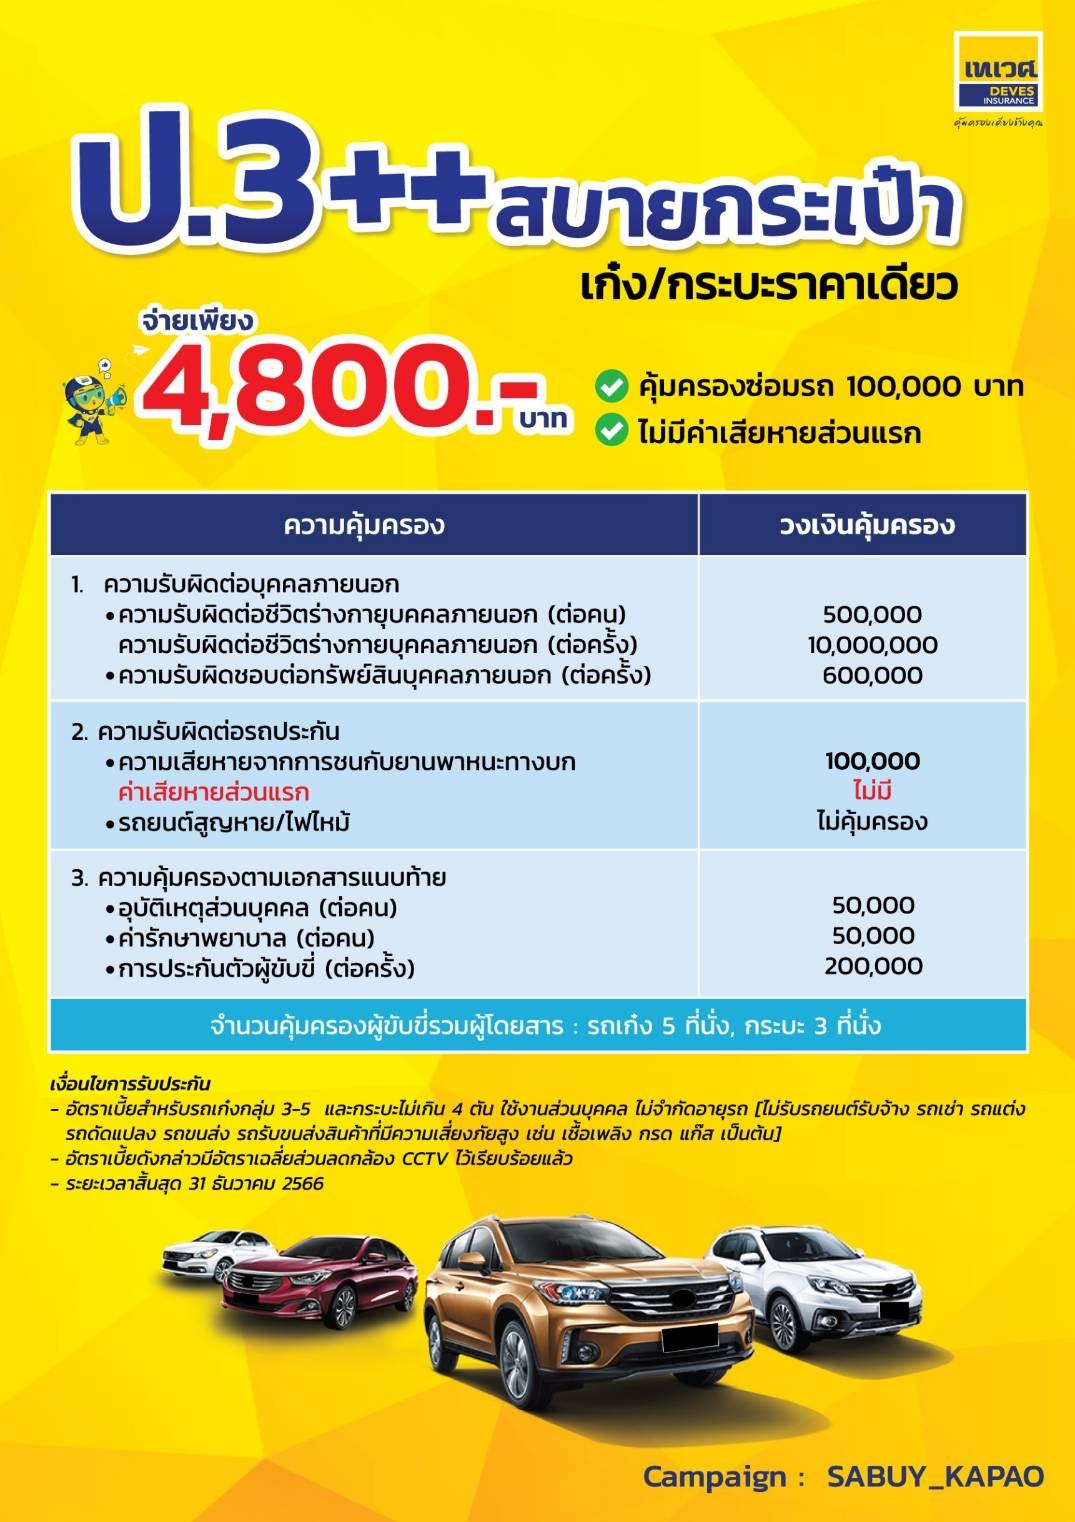 เทเวศ
DEVES
INSURANCE
คุ้มครองเคียงข้างคุณ
ป.3++สบายกระเป๋า
เก๋ง/กระบะราคาเดียว
จ่ายเพียง
4,800.-บาท
คุ้มครองซ่อมรถ 100,000 บาท
ไม่มีค่าเสียหายส่วนแรก
ความคุ้มครอง วงเงินคุ้มครอง
1. ความรับผิดต่อบุคคลภายนอก
•ความรับผิดต่อชีวิตร่างกายุบคคลภายนอก (ต่อคน) 500,000
ความรับผิดต่อชีวิตร่างกายบุคคลภายนอก (ต่อครั้ง) 10,000,000
•ความรับผิดชอบต่อทรัพย์สินบุคคลภายนอก (ต่อครั้ง) 600,000
2. ความรับผิดต่อรถประกัน
•ความเสียหายจากการชนกับยานพาหนะทางบก 100,000
ค่าเสียหายส่วนแรก ไม่มี
•รถยนต์สูญหาย/ไฟไหม้ ไม่คุ้มครอง
3. ความคุ้มครองตามเอกสารแนบท้าย
•อุบัติเหตุส่วนบุคคล (ต่อคน) 50,000
•ค่ารักษาพยาบาล (ต่อคน) 50,000
•การประกันตัวผู้ขับขี่ (ต่อครั้ง) 200,000
จำนวนคุ้มครองผู้ขับขี่รวมผู้โดยสาร : รถเก๋ง 5 ที่นั่ง, กระบะ 3 ที่นั่ง
เงื่อนไขการรับประกัน
- อัตราเบี้ยสำหรับรถเก๋งกลุ่ม 3-5 และกระบะไม่เกิน 4 ตัน ใช้งานส่วนบุคคล ไม่จำกัดอายุรถ [ไม่รับรถยนต์รับจ้าง รถเช่า รถแต่ง
รถดัดแปลง รถขนส่ง รถรับขนส่งสินค้าที่มีความเสี่ยงภัยสูง เช่น เชื้อเพลิง กรด แก๊ส เป็นต้น]
- อัตราเบี้ยดังกล่าวมีอัตราเฉลี่ยส่วนลดกล้อง CCTV ไว้เรียบร้อยแล้ว
- ระยะเวลาสิ้นสุด 31 ธันวาคม 2566
Campaign : SABUY_KAPAO